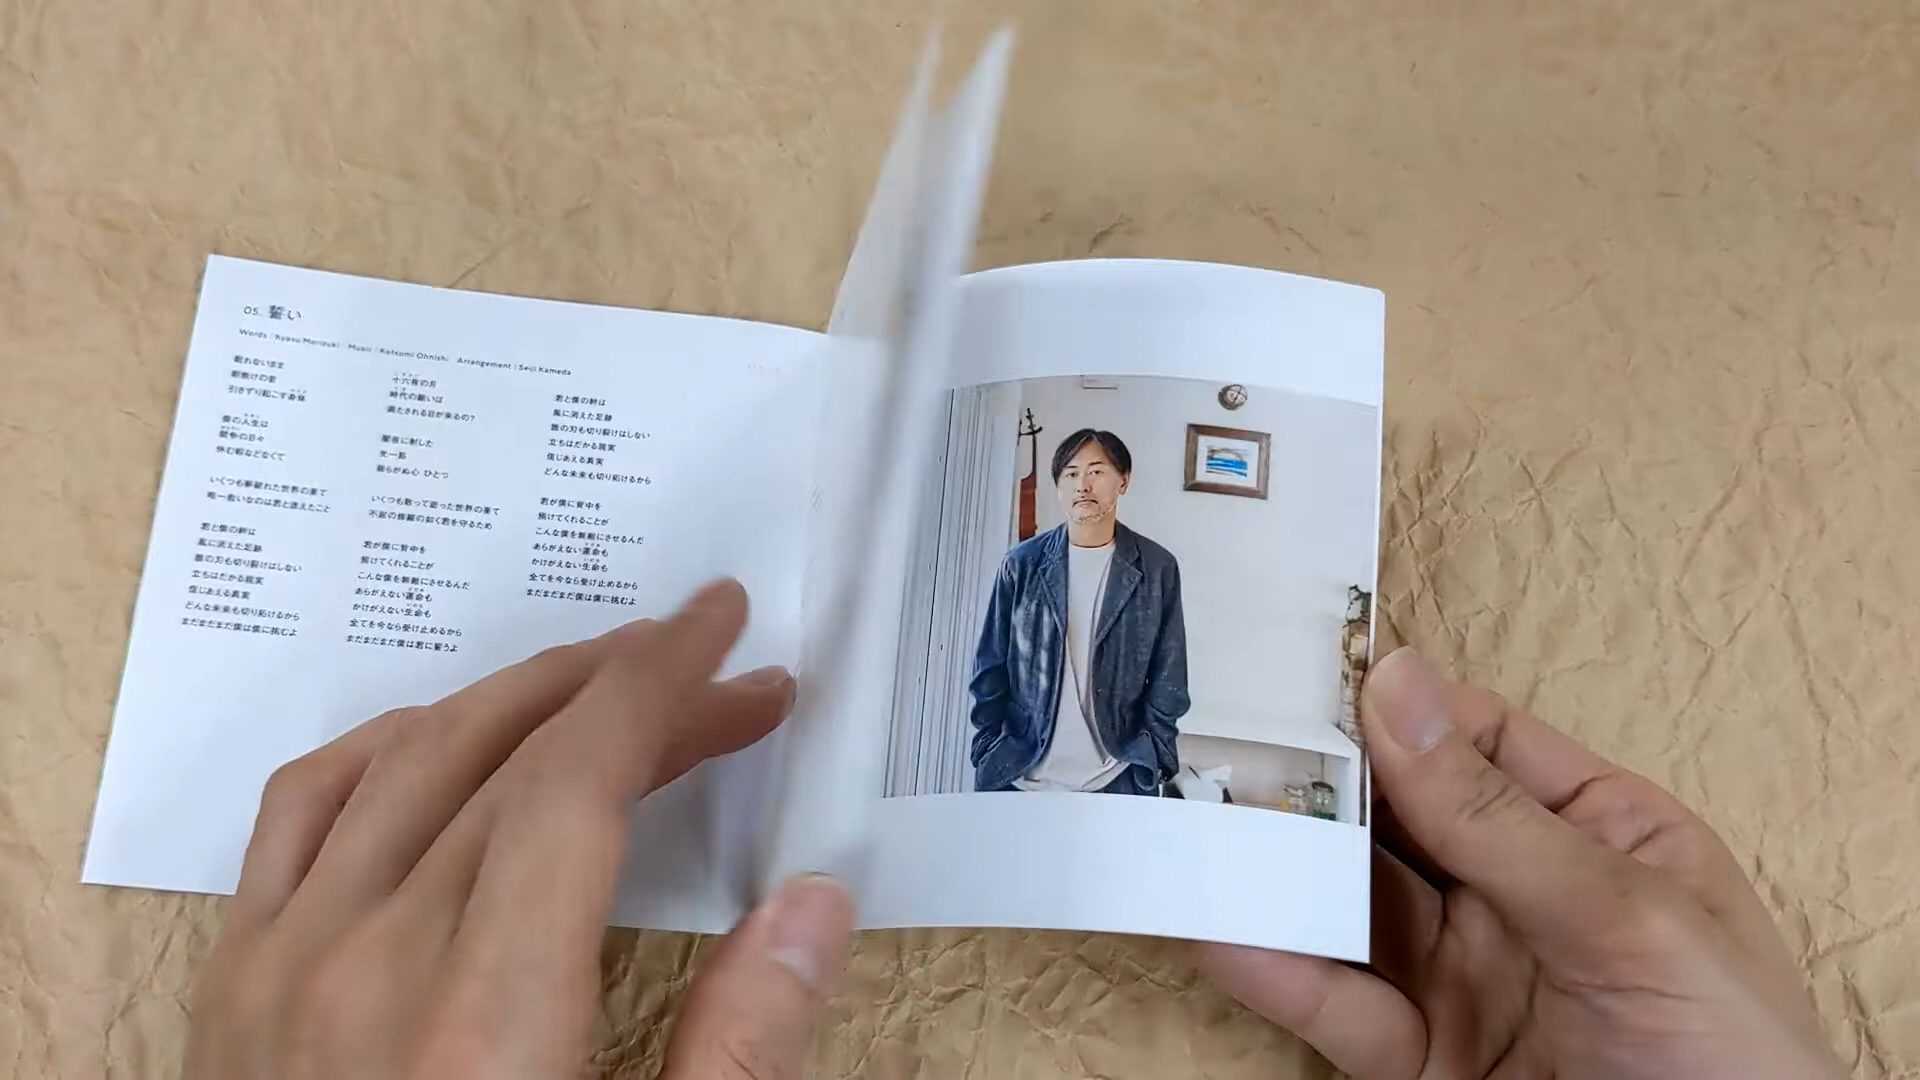 05. 誓い
Words : Kyasu Morizuki Music : Katsumi Ohnishi Arrangement : Seiji Kameda
眠れないまま
朝焼けの街
引きずり起こす身体
僕の人生は
競争の日々
休む暇などなくて
いくつも夢破れた世界の果て
唯一救いなのは君と逢えたこと
君と僕の絆は
風に消えた足跡
誰の刃も切り裂けはしない
立ちはだかる現実
信じあえる真実
どんな未来も切り拓けるから
まだまだまだ僕は僕に挑むよ
十六夜の月
時代の願いは
満たされる日が来るの?
闇夜に射した
光一筋
揺らがぬ心 ひとつ
いくつも散って逝った世界の果て
不屈の修羅の如く君を守るため
君が僕に背中を
預けてくれることが
こんな僕を無敵にさせるんだ
あらがえない運命も
かけがえない生命も
全てを今なら受け止めるから
まだまだまだ僕は君に誓うよ
君と僕の絆は
風に消えた足跡
誰の刃も切り裂けはしない
立ちはだかる現実
信じあえる真実
どんな未来も切り拓けるから
君が僕に背中を
預けてくれることが
こんな僕を無敵にさせるんだ
あらがえない運命も
かけがえない生命も
全てを今なら受け止めるから
まだまだまだ僕は僕に挑むよ